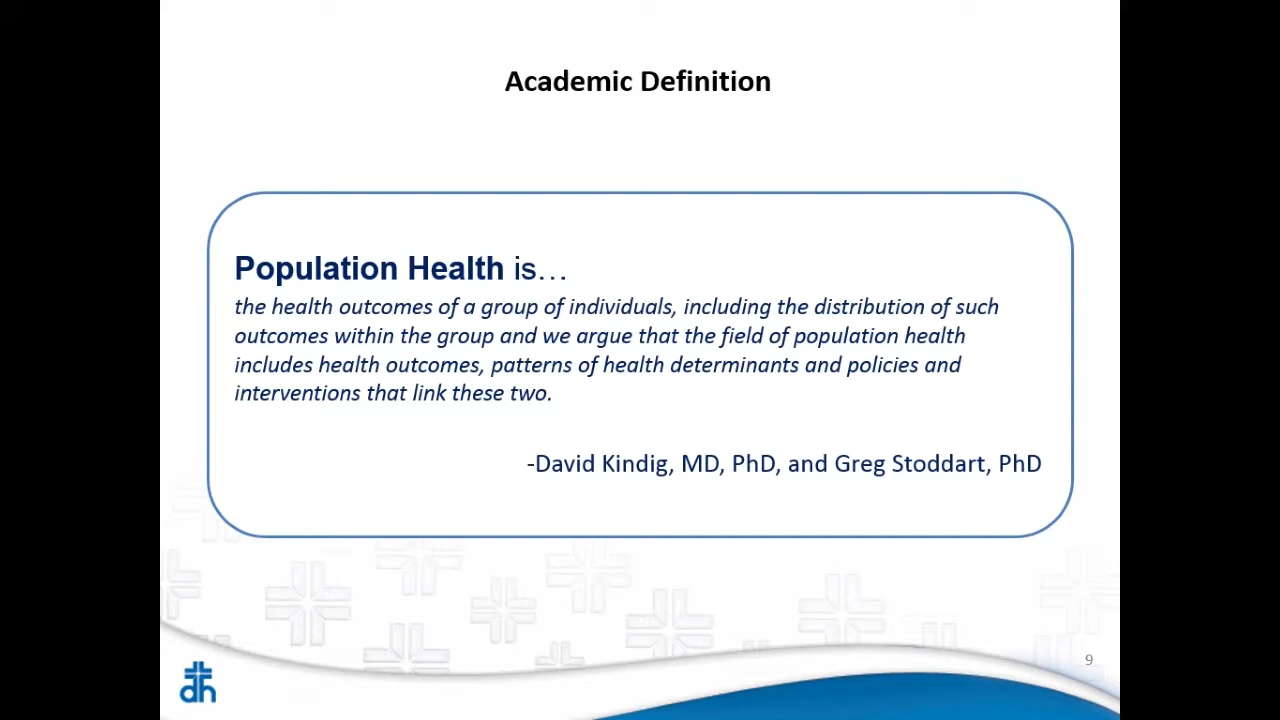 Academic Definition
Population Health is…
the health outcomes of a group of individuals, including the distribution of such
outcomes within the group and we argue that the field of population health
includes health outcomes, patterns of health determinants and policies and
interventions that link these two.
-David Kindig, MD, PhD, and Greg Stoddart, PhD
9
dh